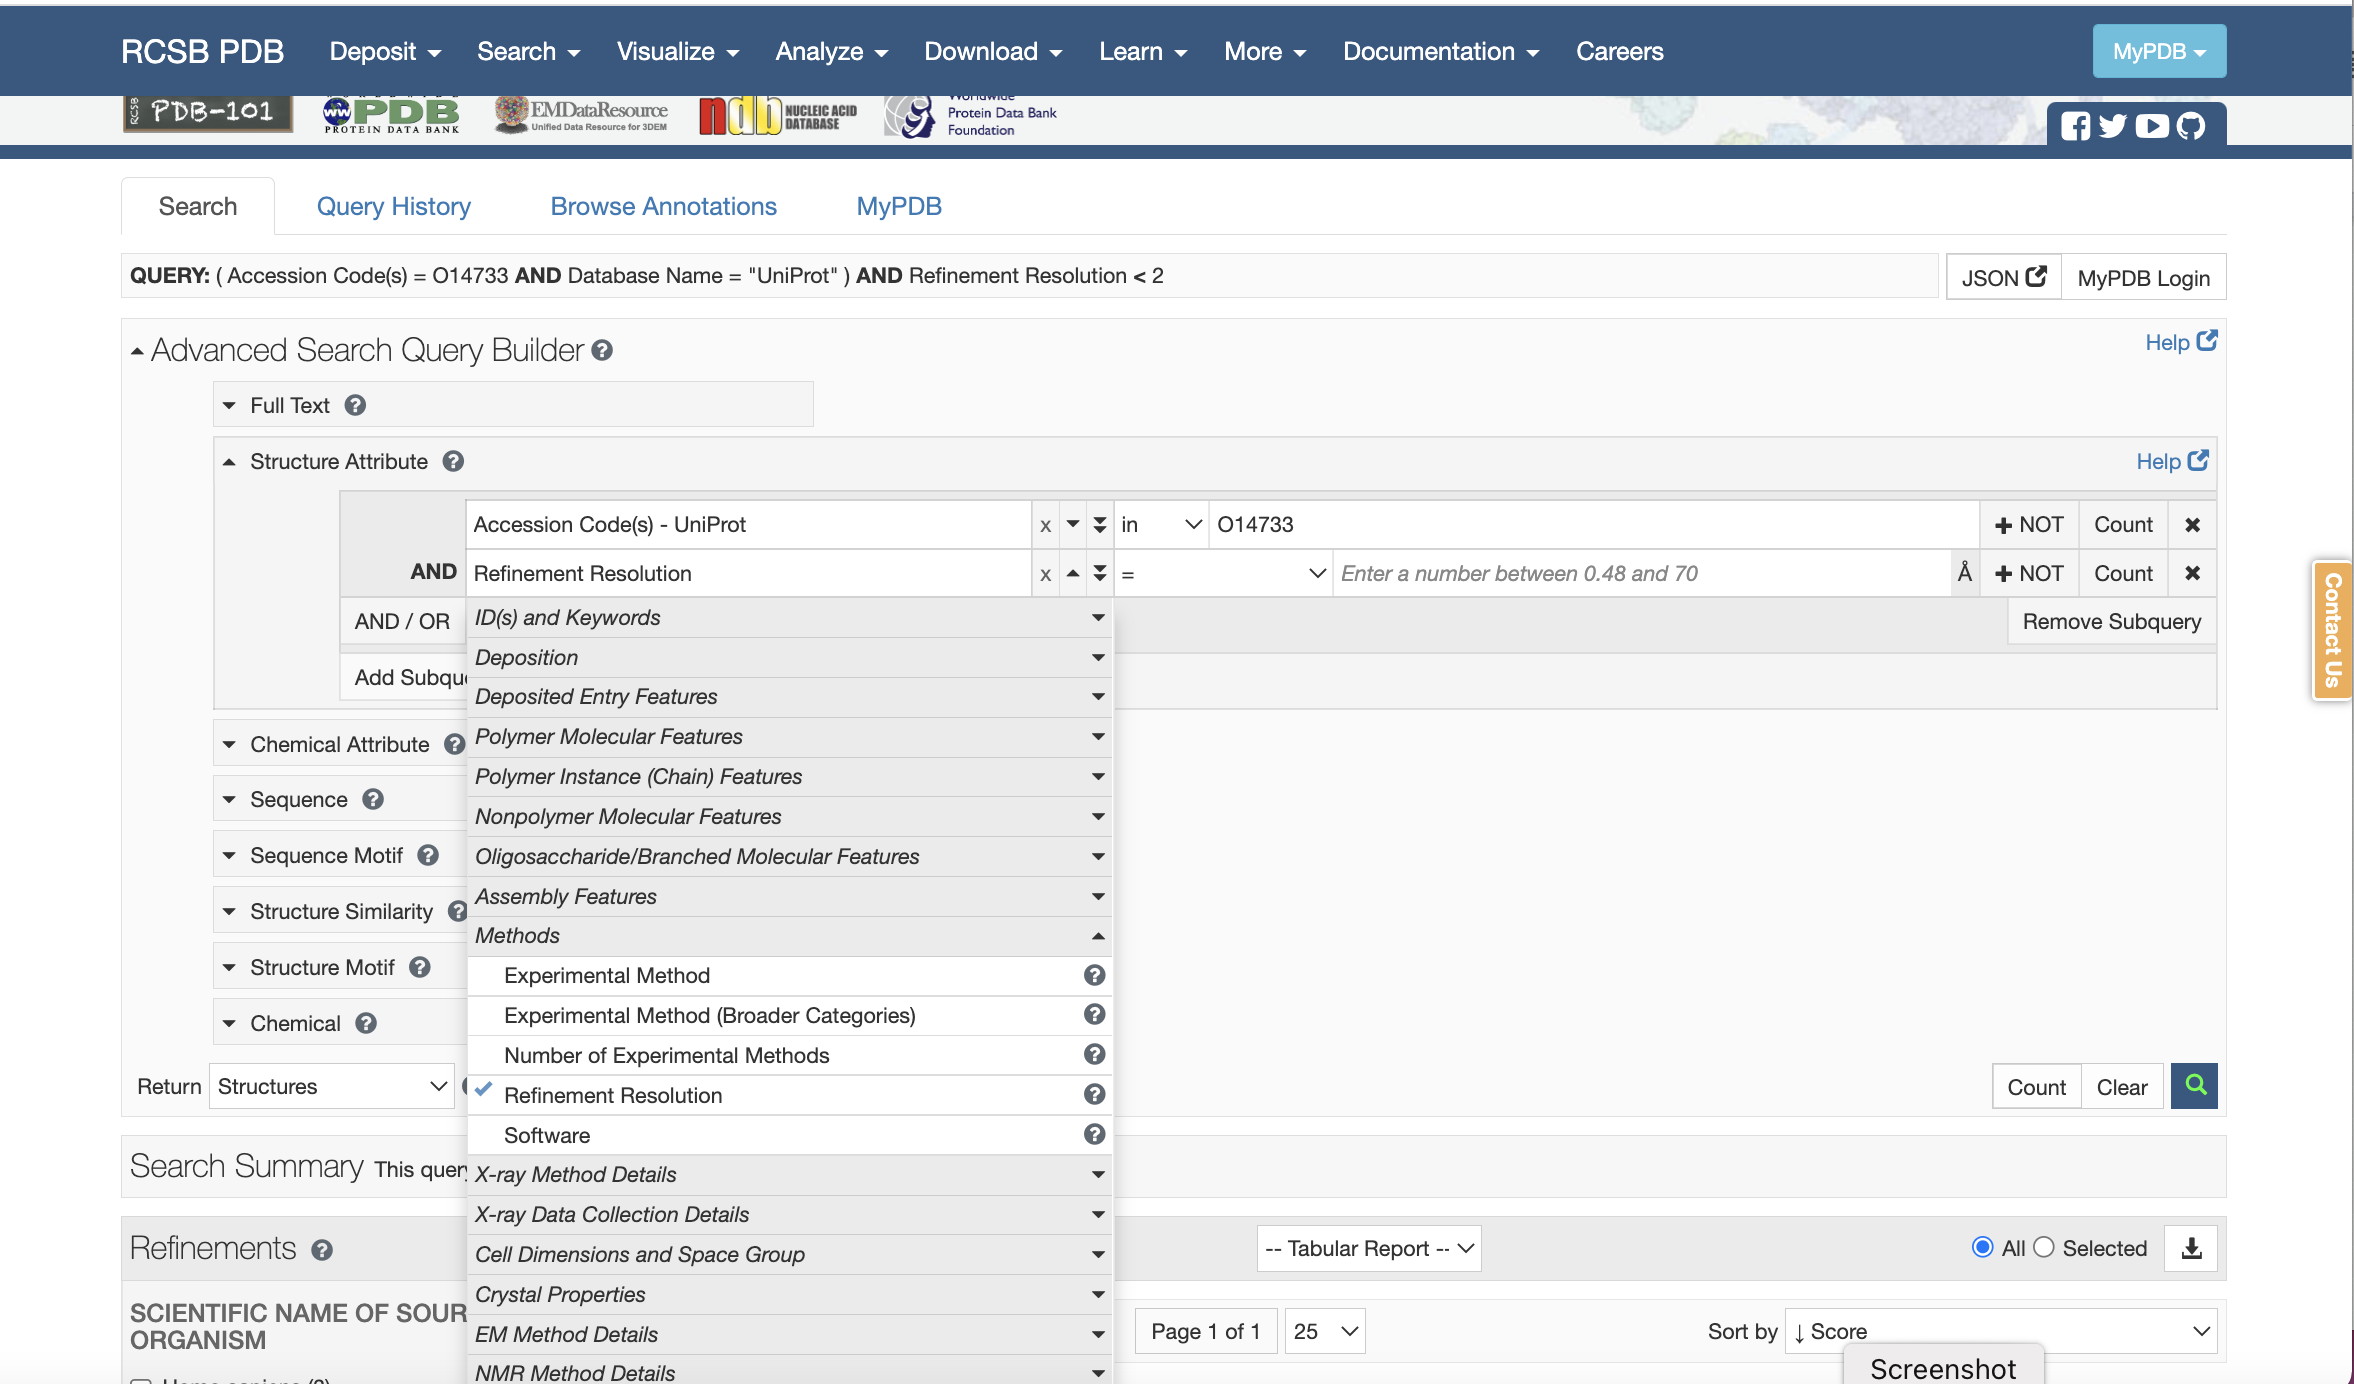 RCSB PDB Deposit Search Visualize Analyze Download Learn More Documentation Careers MyPDB
RCSB PDB-101 WORLDWIDE PDB PROTEIN DATA BANK EMDataResource Unified Data Resource for 3DEM ndb NUCLEIC ACID DATABASE Worldwide Protein Data Bank Foundation
Search Query History Browse Annotations MyPDB
QUERY: ( Accession Code(s) = O14733 AND Database Name = "UniProt" ) AND Refinement Resolution < 2 JSON MyPDB Login
Advanced Search Query Builder ? Help
Full Text ?
Structure Attribute ? Help
Accession Code(s) - UniProt x in O14733 + NOT Count ✖
AND Refinement Resolution x = Enter a number between 0.48 and 70 Å + NOT Count ✖
AND / OR ID(s) and Keywords Remove Subquery
Deposition
Add Subqu
Deposited Entry Features
Polymer Molecular Features
Chemical Attribute ?
Polymer Instance (Chain) Features
Sequence ?
Nonpolymer Molecular Features
Sequence Motif ?
Oligosaccharide/Branched Molecular Features
Assembly Features
Structure Similarity ?
Methods
Structure Motif ?
Experimental Method ?
Chemical ?
Experimental Method (Broader Categories) ?
Number of Experimental Methods ?
Return Structures Count Clear
Refinement Resolution ?
Software ?
Search Summary This query
X-ray Method Details
X-ray Data Collection Details
Refinements ? -- Tabular Report -- All Selected
Cell Dimensions and Space Group
Crystal Properties
SCIENTIFIC NAME OF SOUR
ORGANISM
EM Method Details Page 1 of 1 25 Sort by ↓ Score
NMR Method Details
Screenshot